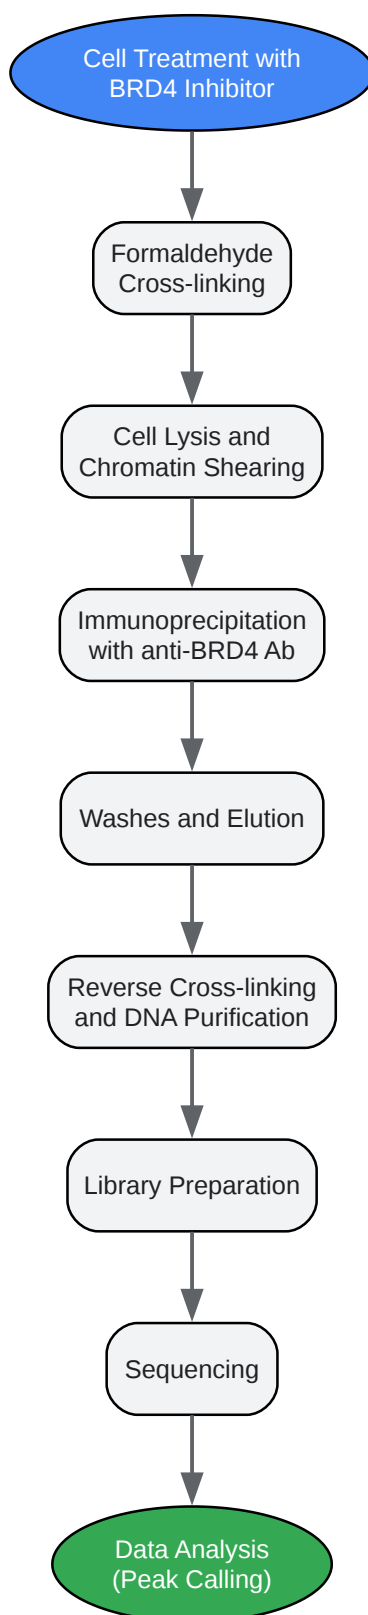 Cell Treatment with
BRD4 Inhibitor
Formaldehyde
Cross-linking
Cell Lysis and
Chromatin Shearing
Immunoprecipitation
with anti-BRD4 Ab
Washes and Elution
Reverse Cross-linking
and DNA Purification
Library Preparation
Sequencing
Data Analysis
(Peak Calling)